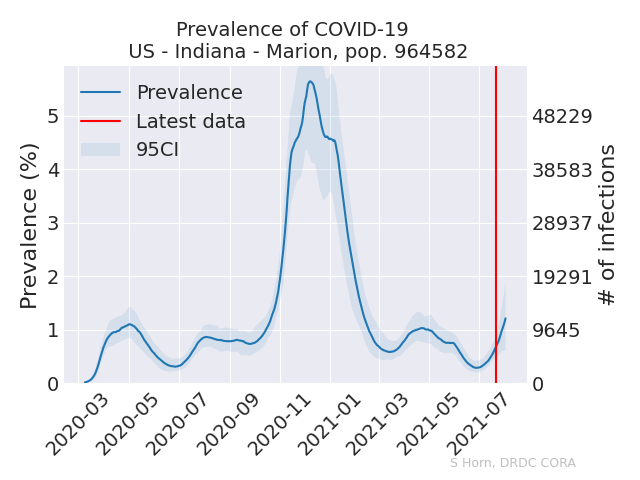 Prevalence of COVID-19
US - Indiana - Marion, pop. 964582
Prevalence
Latest data
95CI
Prevalence (%)
5
4
3
2
1
0
48229
38583
28937
19291
9645
0
# of infections
2020-03
2020-05
2020-07
2020-09
2020-11
2021-01
2021-03
2021-05
2021-07
S Horn, DRDC CORA